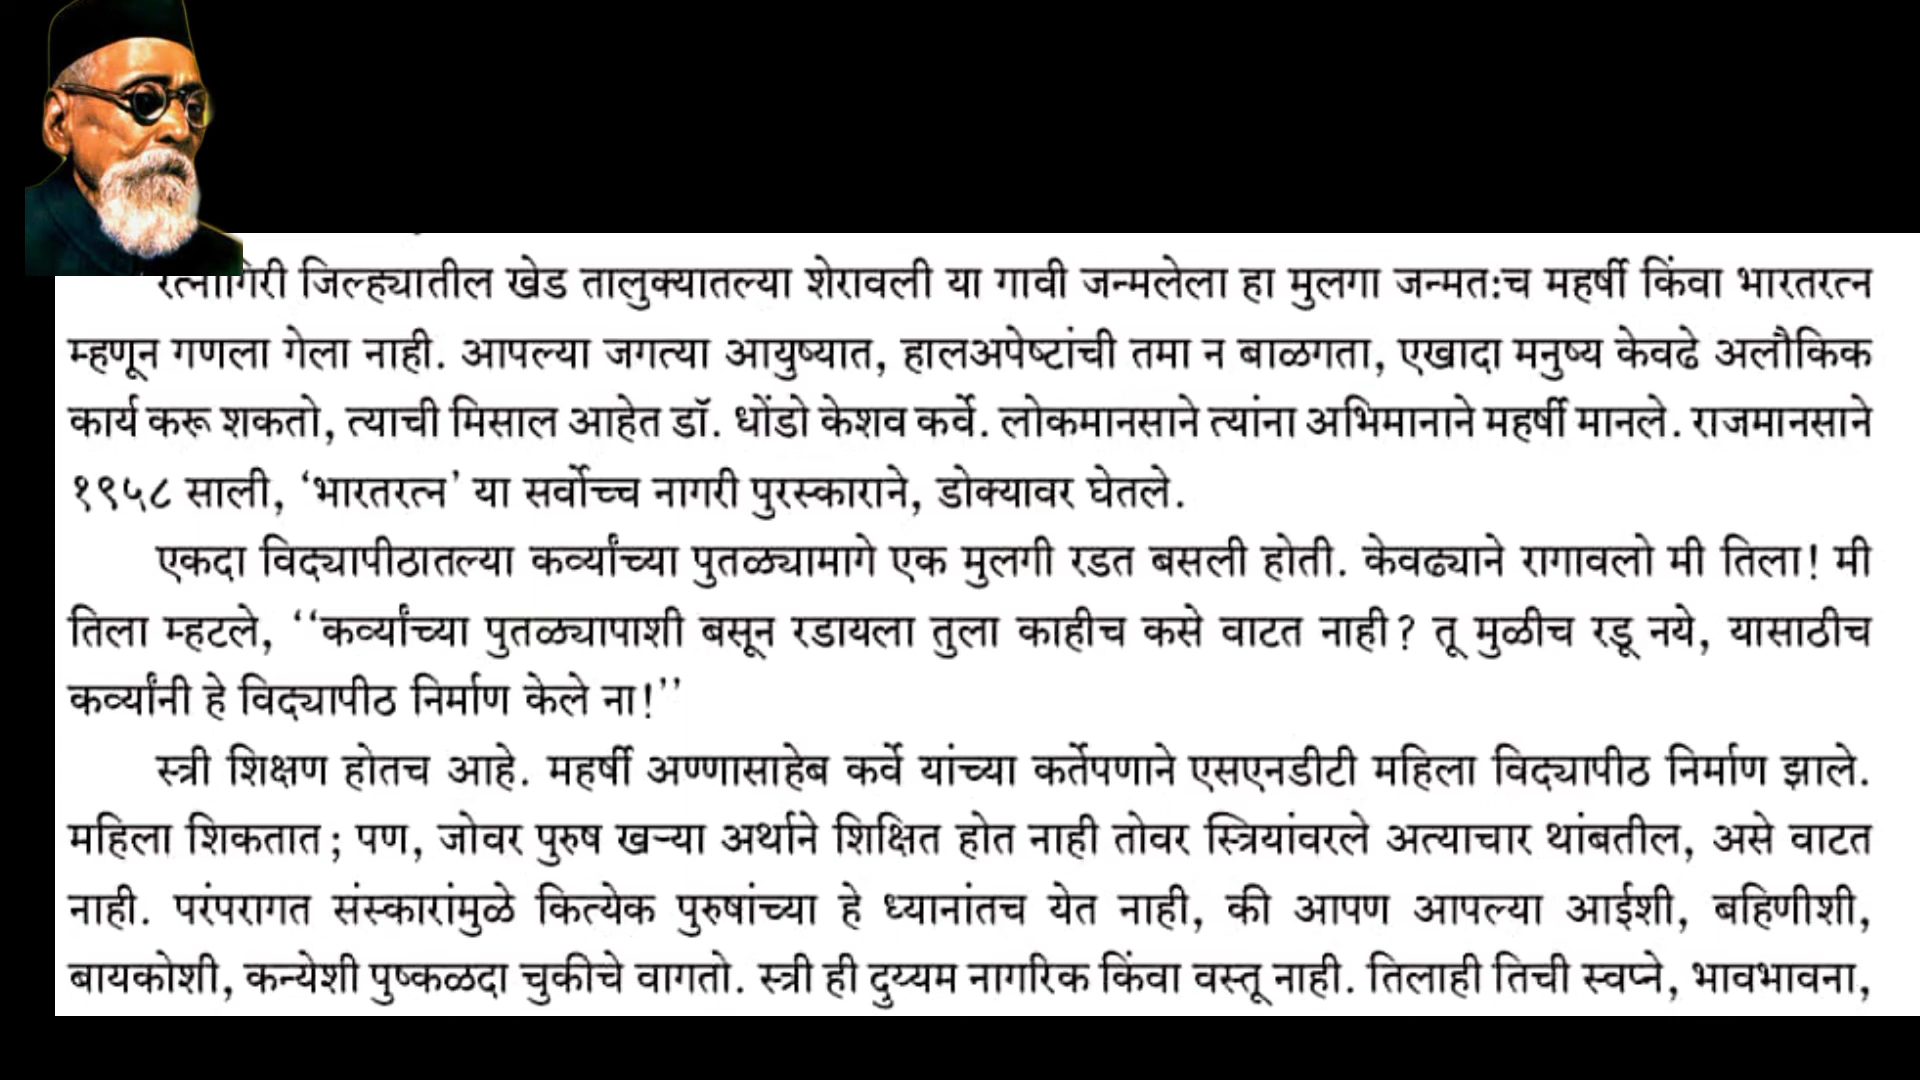 रत्नागिरी जिल्ह्यातील खेड तालुक्यातल्या शेरावली या गावी जन्मलेला हा मुलगा जन्मत:च महर्षी किंवा भारतरत्न
म्हणून गणला गेला नाही. आपल्या जगत्या आयुष्यात, हालअपेष्टांची तमा न बाळगता, एखादा मनुष्य केवढे अलौकिक
कार्य करू शकतो, त्याची मिसाल आहेत डॉ. धोंडो केशव कर्वे. लोकमानसाने त्यांना अभिमानाने महर्षी मानले. राजमानसाने
१९५८ साली, ‘भारतरत्न’ या सर्वोच्च नागरी पुरस्काराने, डोक्यावर घेतले.
एकदा विद्यापीठातल्या कर्व्यांच्या पुतळ्यामागे एक मुलगी रडत बसली होती. केवढ्याने रागावलो मी तिला! मी
तिला म्हटले, ‘‘कर्व्यांच्या पुतळ्यापाशी बसून रडायला तुला काहीच कसे वाटत नाही? तू मुळीच रडू नये, यासाठीच
कर्व्यांनी हे विद्यापीठ निर्माण केले ना!’’
स्त्री शिक्षण होतच आहे. महर्षी अण्णासाहेब कर्वे यांच्या कर्तेपणाने एसएनडीटी महिला विद्यापीठ निर्माण झाले.
महिला शिकतात; पण, जोवर पुरुष खऱ्या अर्थाने शिक्षित होत नाही तोवर स्त्रियांवरले अत्याचार थांबतील, असे वाटत
नाही. परंपरागत संस्कारांमुळे कित्येक पुरुषांच्या हे ध्यानांतच येत नाही, की आपण आपल्या आईशी, बहिणीशी,
बायकोशी, कन्येशी पुष्कळदा चुकीचे वागतो. स्त्री ही दुय्यम नागरिक किंवा वस्तू नाही. तिलाही तिची स्वप्ने, भावभावना,